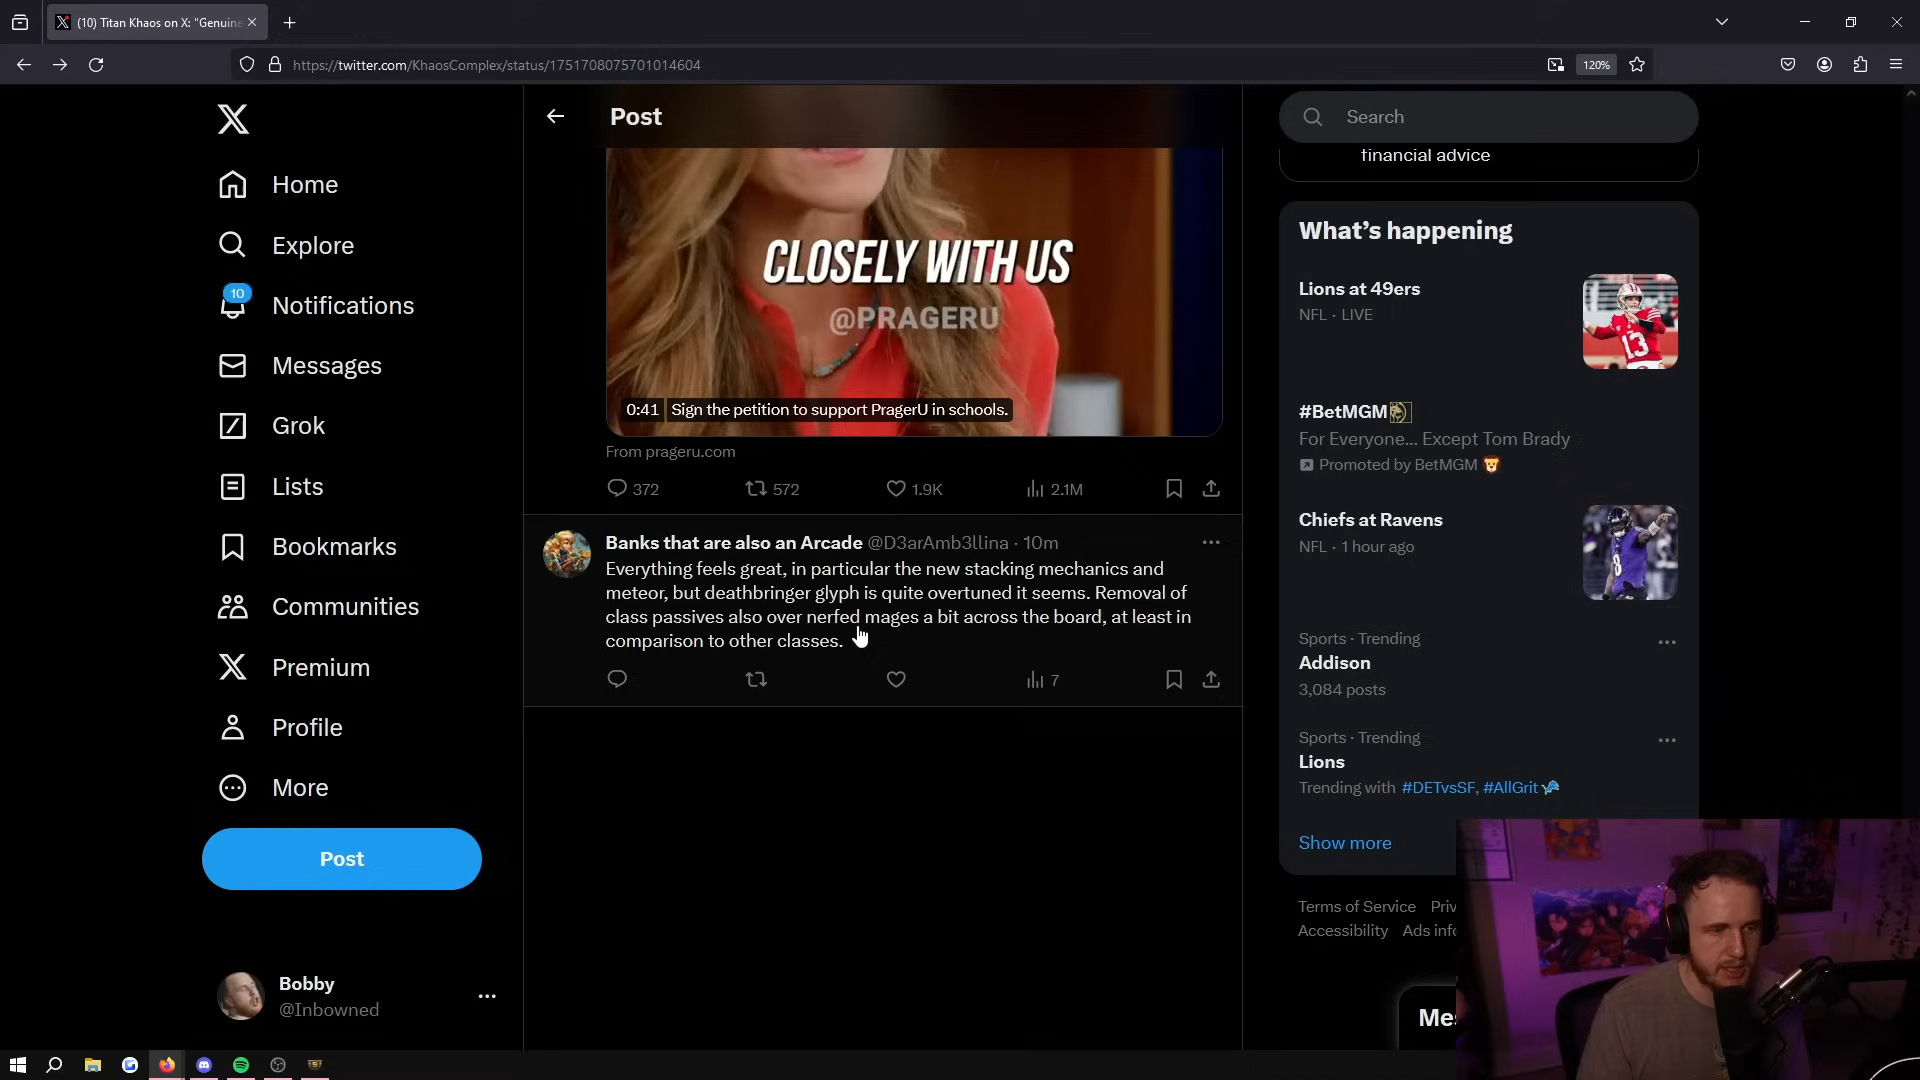 (10) Titan Khaos on X: "Genuine
https://twitter.com/KhaosComplex/status/1751708075701014604
120%
Home
Explore
10
Notifications
Messages
Grok
Lists
Bookmarks
Communities
Premium
Profile
More
Post
Bobby
@Inbowned
Post
CLOSELY WITH US
@PRAGERU
0:41 Sign the petition to support PragerU in schools.
From prageru.com
372 572 1.9K 2.1M
Banks that are also an Arcade @D3arAmb3llina · 10m
Everything feels great, in particular the new stacking mechanics and
meteor, but deathbringer glyph is quite overtuned it seems. Removal of
class passives also over nerfed mages a bit across the board, at least in
comparison to other classes.
7
Search
financial advice
What's happening
Lions at 49ers
NFL · LIVE
13
#BetMGM
For Everyone... Except Tom Brady
Promoted by BetMGM
Chiefs at Ravens
NFL · 1 hour ago
8
Sports · Trending
Addison
3,084 posts
Sports · Trending
Lions
Trending with #DETvsSF, #AllGrit
Show more
Terms of Service Priv
Accessibility Ads info
Mes